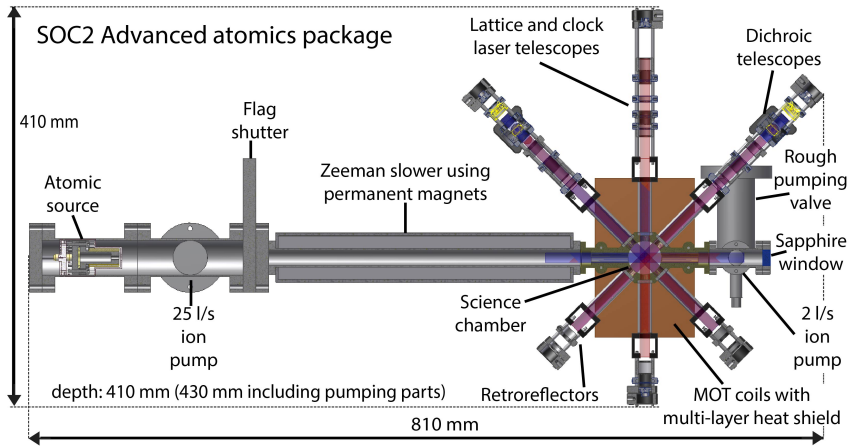 SOC2 Advanced atomics package
Lattice and clock
laser telescopes
Dichroic
telescopes
410 mm
Flag
shutter
Atomic
source
Zeeman slower using
permanent magnets
Rough
pumping
valve
Sapphire
window
Science
chamber
25 l/s
ion
pump
2 l/s
ion
pump
depth: 410 mm (430 mm including pumping parts)
Retroreflectors
MOT coils with
multi-layer heat shield
810 mm